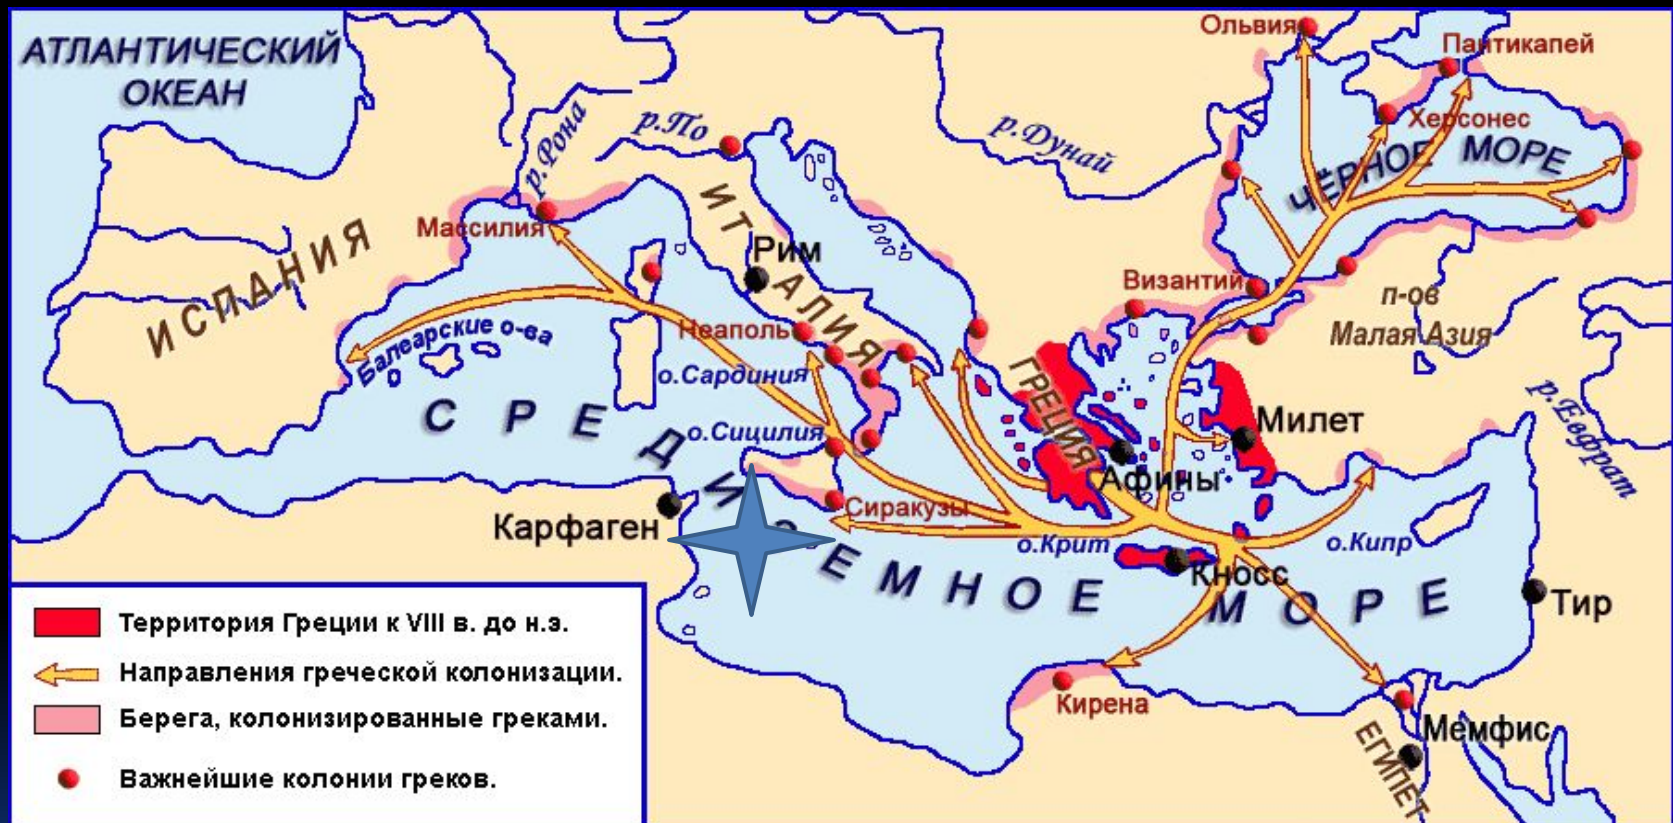 АТЛАНТИЧЕСКИЙ
ОКЕАН
Ольвия
Пантикапей
Херсонес
ЧЁРНОЕ МОРЕ
р.Рона
р.По
р.Дунай
Массилия
ИСПАНИЯ
ИТАЛИЯ
Рим
Византий
п-ов
Малая Азия
Неаполь
Балеарские о-ва
о.Сардиния
ГРЕЦИЯ
Милет
р.Евфрат
о.Сицилия
Афины
Карфаген
Сиракузы
о.Крит
о.Кипр
Кносс
СРЕДИЗЕМНОЕ МОРЕ
Тир
Кирена
Мемфис
ЕГИПЕТ
Территория Греции к VIII в. до н.э.
Направления греческой колонизации.
Берега, колонизированные греками.
Важнейшие колонии греков.